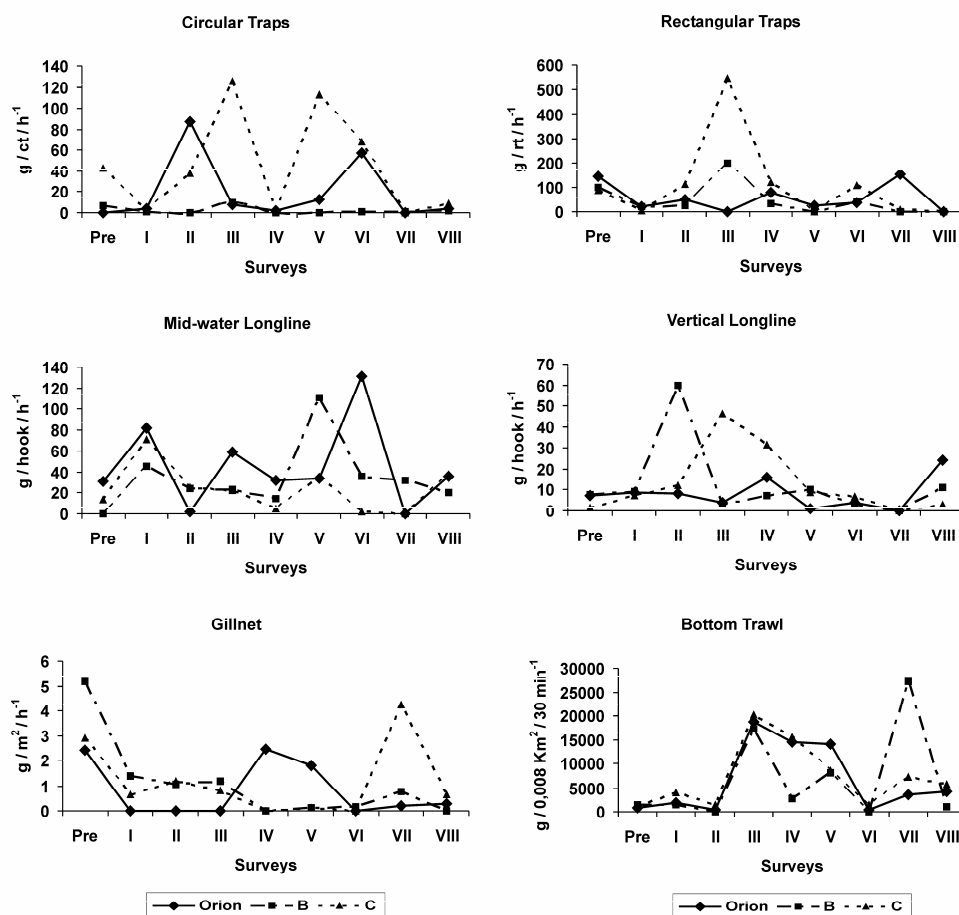 Circular Traps
g / ct / h⁻¹
140
120
100
80
60
40
20
0
Pre I II III IV V VI VII VIII
Surveys
Rectangular Traps
g / rt / h⁻¹
600
500
400
300
200
100
0
Pre I II III IV V VI VII VIII
Surveys
Mid-water Longline
g / hook / h⁻¹
140
120
100
80
60
40
20
0
Pre I II III IV V VI VII VIII
Surveys
Vertical Longline
g / hook / h⁻¹
70
60
50
40
30
20
10
0
Pre I II III IV V VI VII VIII
Surveys
Gillnet
g / m² / h⁻¹
6
5
4
3
2
1
0
Pre I II III IV V VI VII VIII
Surveys
Orion B C
Bottom Trawl
g / 0,008 Km² / 30 min⁻¹
30000
25000
20000
15000
10000
5000
0
Pre I II III IV V VI VII VIII
Surveys
Orion B C